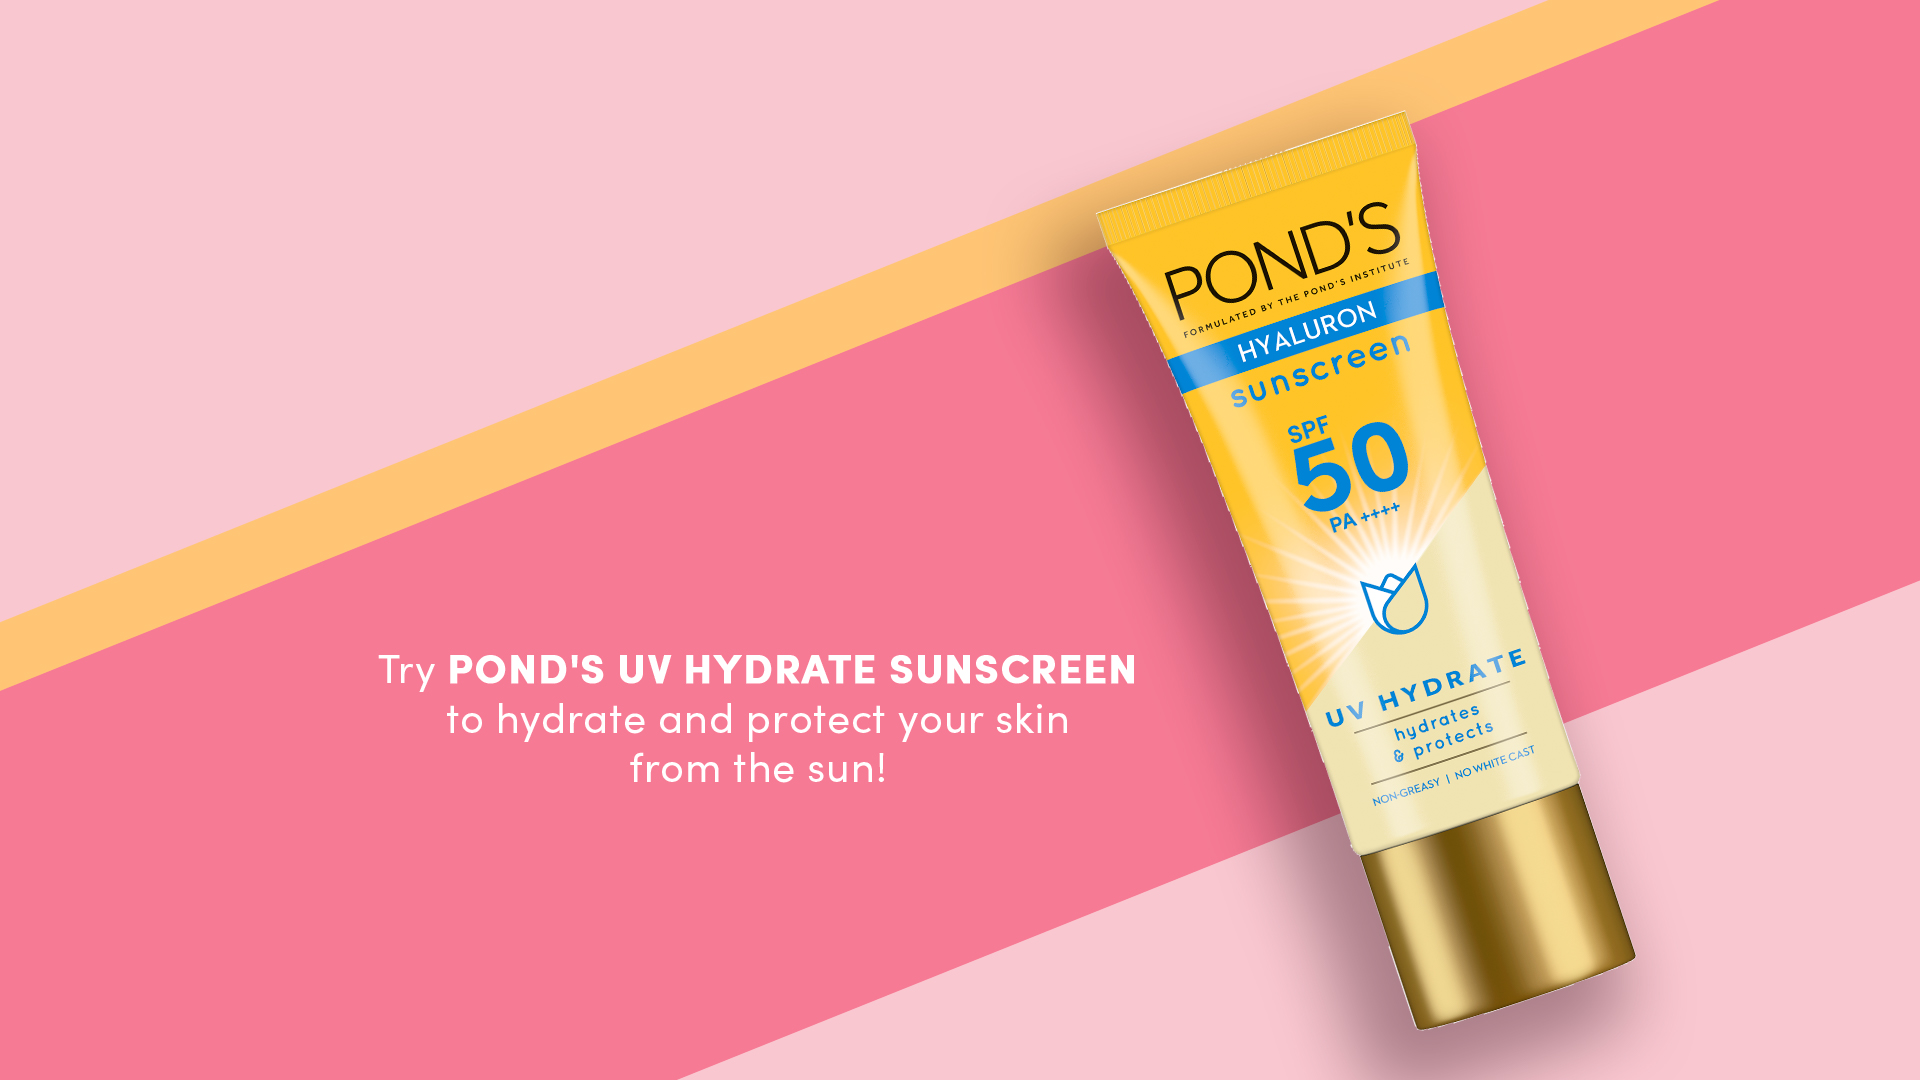 Try POND'S UV HYDRATE SUNSCREEN
to hydrate and protect your skin
from the sun!
POND'S
FORMULATED BY THE POND'S INSTITUTE
HYALURON
sunscreen
SPF
50
PA ++++
UV HYDRATE
hydrates
& protects
NON-GREASY | NO WHITE CAST